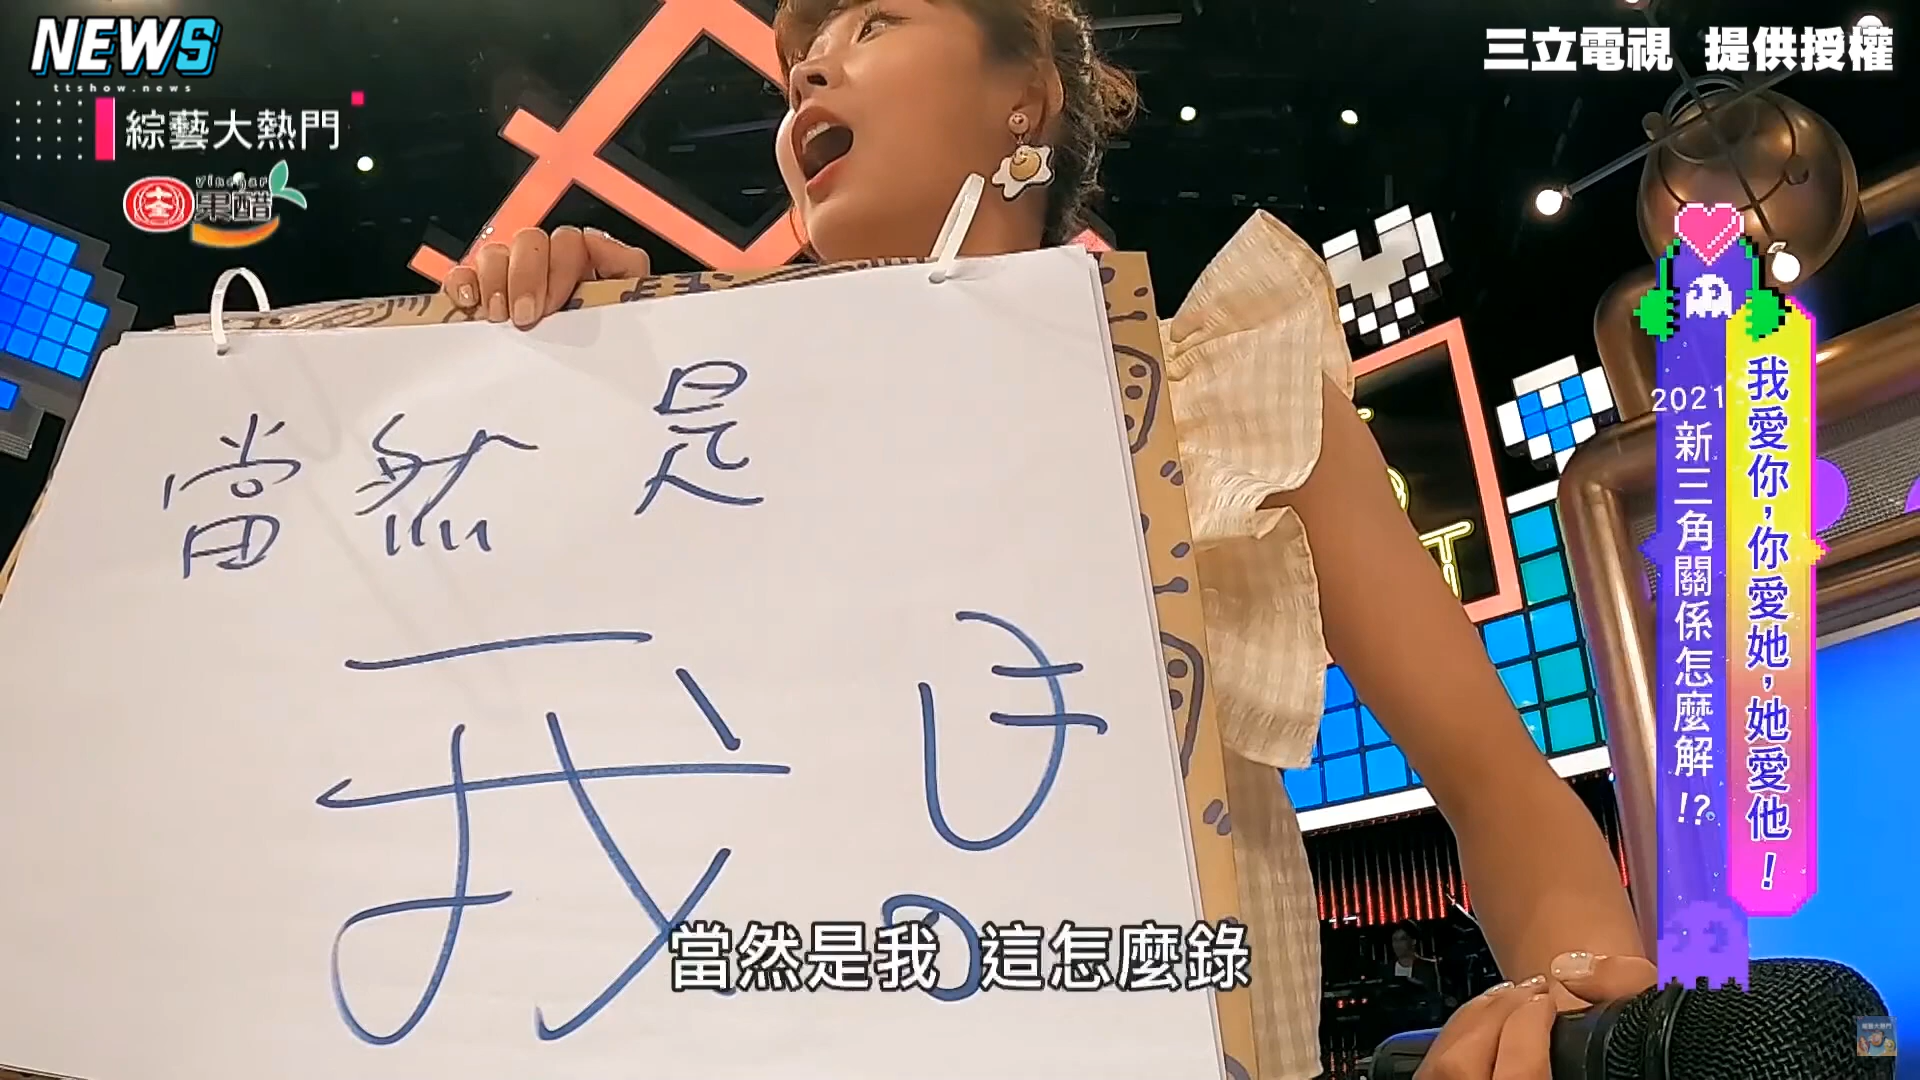 NEWS
ttshow.news
三立電視 提供授權
綜藝大熱門
Vinegar
大金
果醋
當然是
我
我愛你,你愛她,她愛他!
2021新三角關係怎麼解!?
當然是我 這怎麼錄